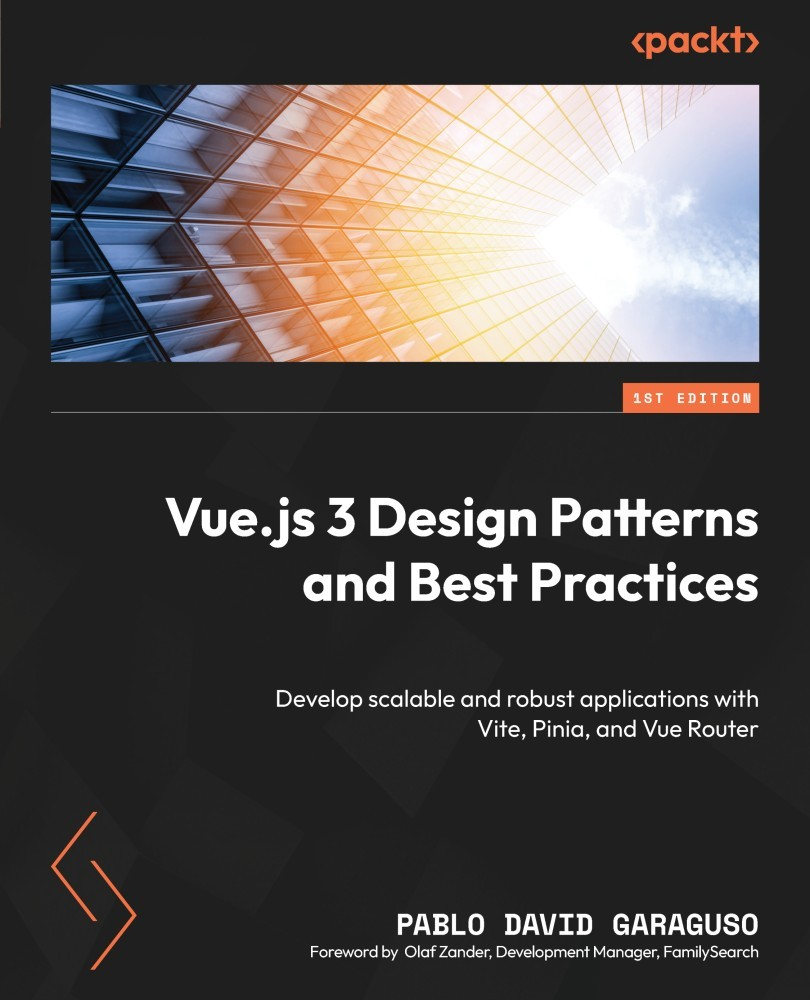 <packt>
1ST EDITION
Vue.js 3 Design Patterns
and Best Practices
Develop scalable and robust applications with
Vite, Pinia, and Vue Router
PABLO DAVID GARAGUSO
Foreword by Olaf Zander, Development Manager, FamilySearch